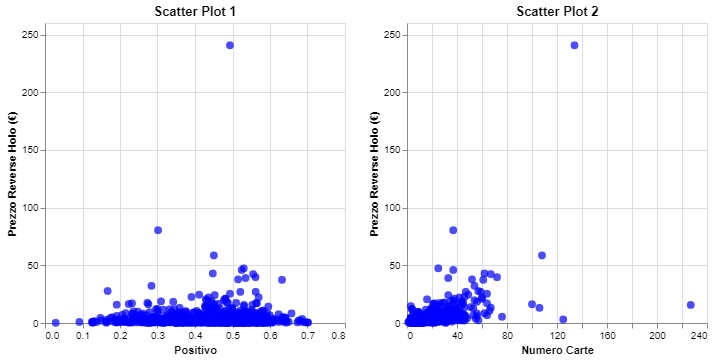 Scatter Plot 1
Prezzo Reverse Holo (€)
250
200
150
100
50
0
0.0 0.1 0.2 0.3 0.4 0.5 0.6 0.7 0.8
Positivo
Scatter Plot 2
Prezzo Reverse Holo (€)
250
200
150
100
50
0
0 40 80 120 160 200 240
Numero Carte